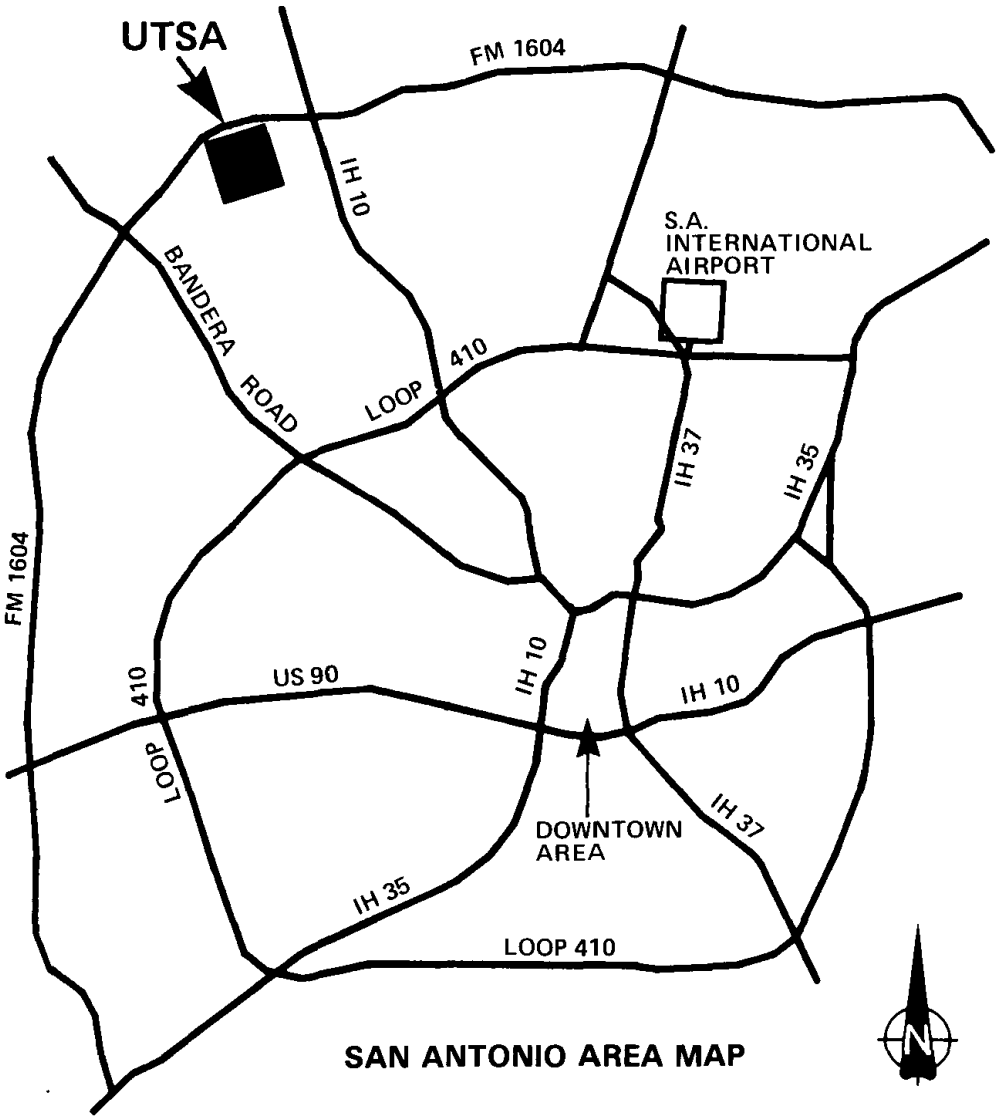 UTSA
FM 1604
IH 10
S.A.
INTERNATIONAL
AIRPORT
BANDERA
ROAD
LOOP
410
IH 37
IH 35
FM 1604
410
LOOP
US 90
IH 10
IH 10
DOWNTOWN
AREA
IH 37
IH 35
LOOP 410
N
SAN ANTONIO AREA MAP